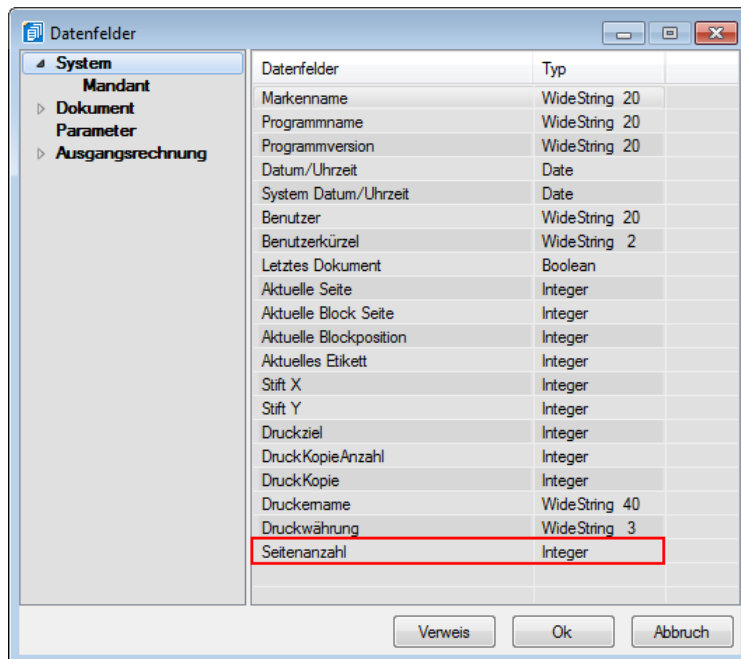 Datenfelder
System
Mandant
Dokument
Parameter
Ausgangsrechnung
Datenfelder Typ
Markenname WideString 20
Programmname WideString 20
Programmversion WideString 20
Datum/Uhrzeit Date
System Datum/Uhrzeit Date
Benutzer WideString 20
Benutzerkürzel WideString 2
Letztes Dokument Boolean
Aktuelle Seite Integer
Aktuelle Block Seite Integer
Aktuelle Blockposition Integer
Aktuelles Etikett Integer
Stift X Integer
Stift Y Integer
Druckziel Integer
DruckKopieAnzahl Integer
DruckKopie Integer
Druckername WideString 40
Druckwährung WideString 3
Seitenanzahl Integer
Verweis Ok Abbruch